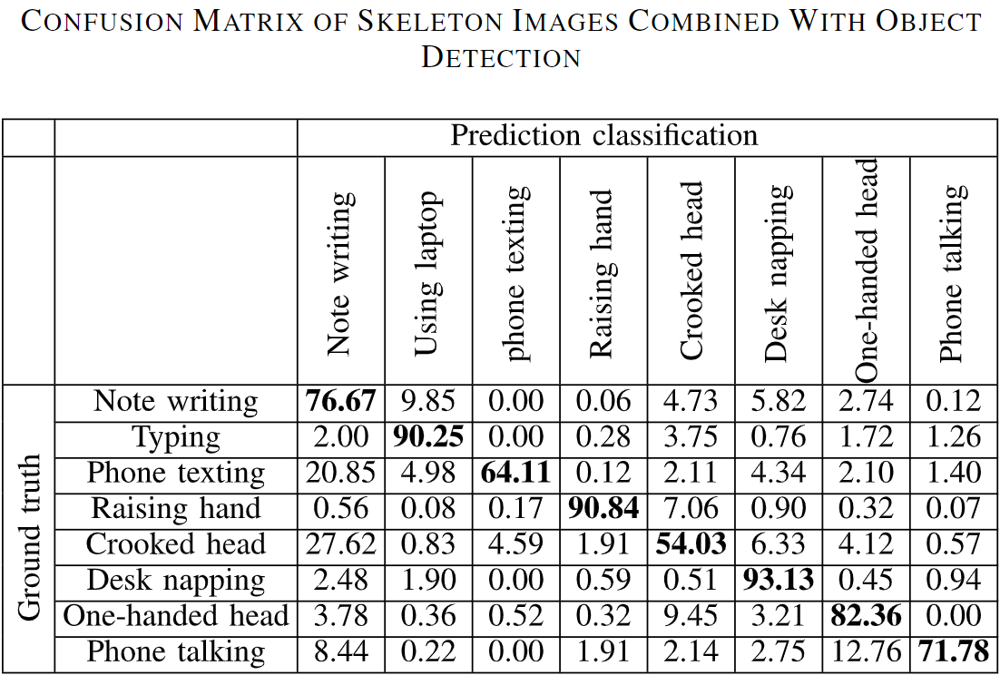 CONFUSION MATRIX OF SKELETON IMAGES COMBINED WITH OBJECT
DETECTION
Prediction classification
Note writing Using laptop phone texting Raising hand Crooked head Desk napping One-handed head Phone talking
Ground truth
Note writing 76.67 9.85 0.00 0.06 4.73 5.82 2.74 0.12
Typing 2.00 90.25 0.00 0.28 3.75 0.76 1.72 1.26
Phone texting 20.85 4.98 64.11 0.12 2.11 4.34 2.10 1.40
Raising hand 0.56 0.08 0.17 90.84 7.06 0.90 0.32 0.07
Crooked head 27.62 0.83 4.59 1.91 54.03 6.33 4.12 0.57
Desk napping 2.48 1.90 0.00 0.59 0.51 93.13 0.45 0.94
One-handed head 3.78 0.36 0.52 0.32 9.45 3.21 82.36 0.00
Phone talking 8.44 0.22 0.00 1.91 2.14 2.75 12.76 71.78